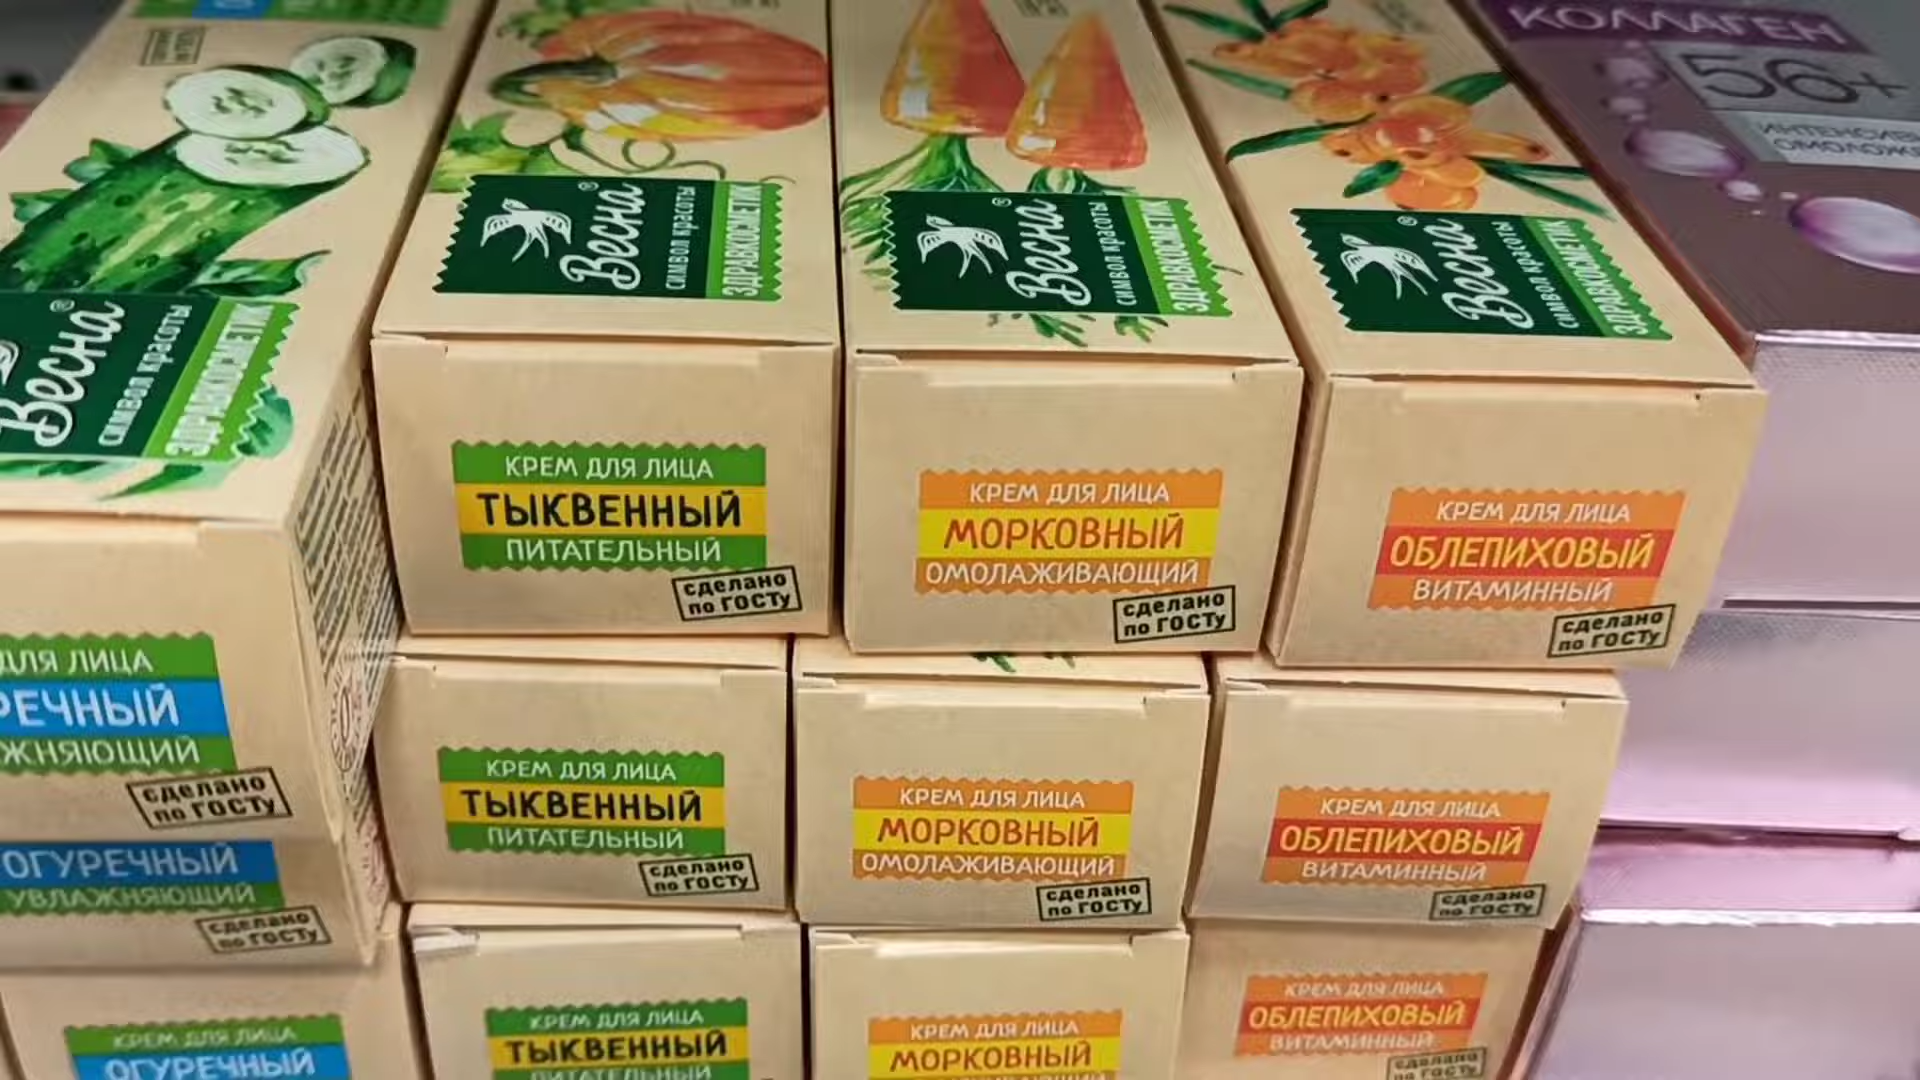 Весна®
символ красоты
ЗДРАВКОСМЕТИК
Весна®
символ красоты
ЗДРАВКОСМЕТИК
Весна®
символ красоты
ЗДРАВКОСМЕТИК
Весна®
символ красоты
ЗДРАВКОСМЕТИК
КОЛЛАГЕН
56+
КРЕМ ДЛЯ ЛИЦА
ТЫКВЕННЫЙ
ПИТАТЕЛЬНЫЙ
сделано
по ГОСТу
КРЕМ ДЛЯ ЛИЦА
МОРКОВНЫЙ
ОМОЛАЖИВАЮЩИЙ
сделано
по ГОСТу
КРЕМ ДЛЯ ЛИЦА
ОБЛЕПИХОВЫЙ
ВИТАМИННЫЙ
сделано
по ГОСТу
ДЛЯ ЛИЦА
РЕЧНЫЙ
ЖНЯЮЩИЙ
сделано
по ГОСТу
КРЕМ ДЛЯ ЛИЦА
ТЫКВЕННЫЙ
ПИТАТЕЛЬНЫЙ
сделано
по ГОСТу
КРЕМ ДЛЯ ЛИЦА
МОРКОВНЫЙ
ОМОЛАЖИВАЮЩИЙ
сделано
по ГОСТу
КРЕМ ДЛЯ ЛИЦА
ОБЛЕПИХОВЫЙ
ВИТАМИННЫЙ
сделано
по ГОСТу
ОГУРЕЧНЫЙ
УВЛАЖНЯЮЩИЙ
сделано
по ГОСТу
КРЕМ ДЛЯ ЛИЦА
ОГУРЕЧНЫЙ
КРЕМ ДЛЯ ЛИЦА
ТЫКВЕННЫЙ
ПИТАТЕЛЬНЫЙ
КРЕМ ДЛЯ ЛИЦА
МОРКОВНЫЙ
КРЕМ ДЛЯ ЛИЦА
ОБЛЕПИХОВЫЙ
ВИТАМИННЫЙ
сделано
по ГОСТу